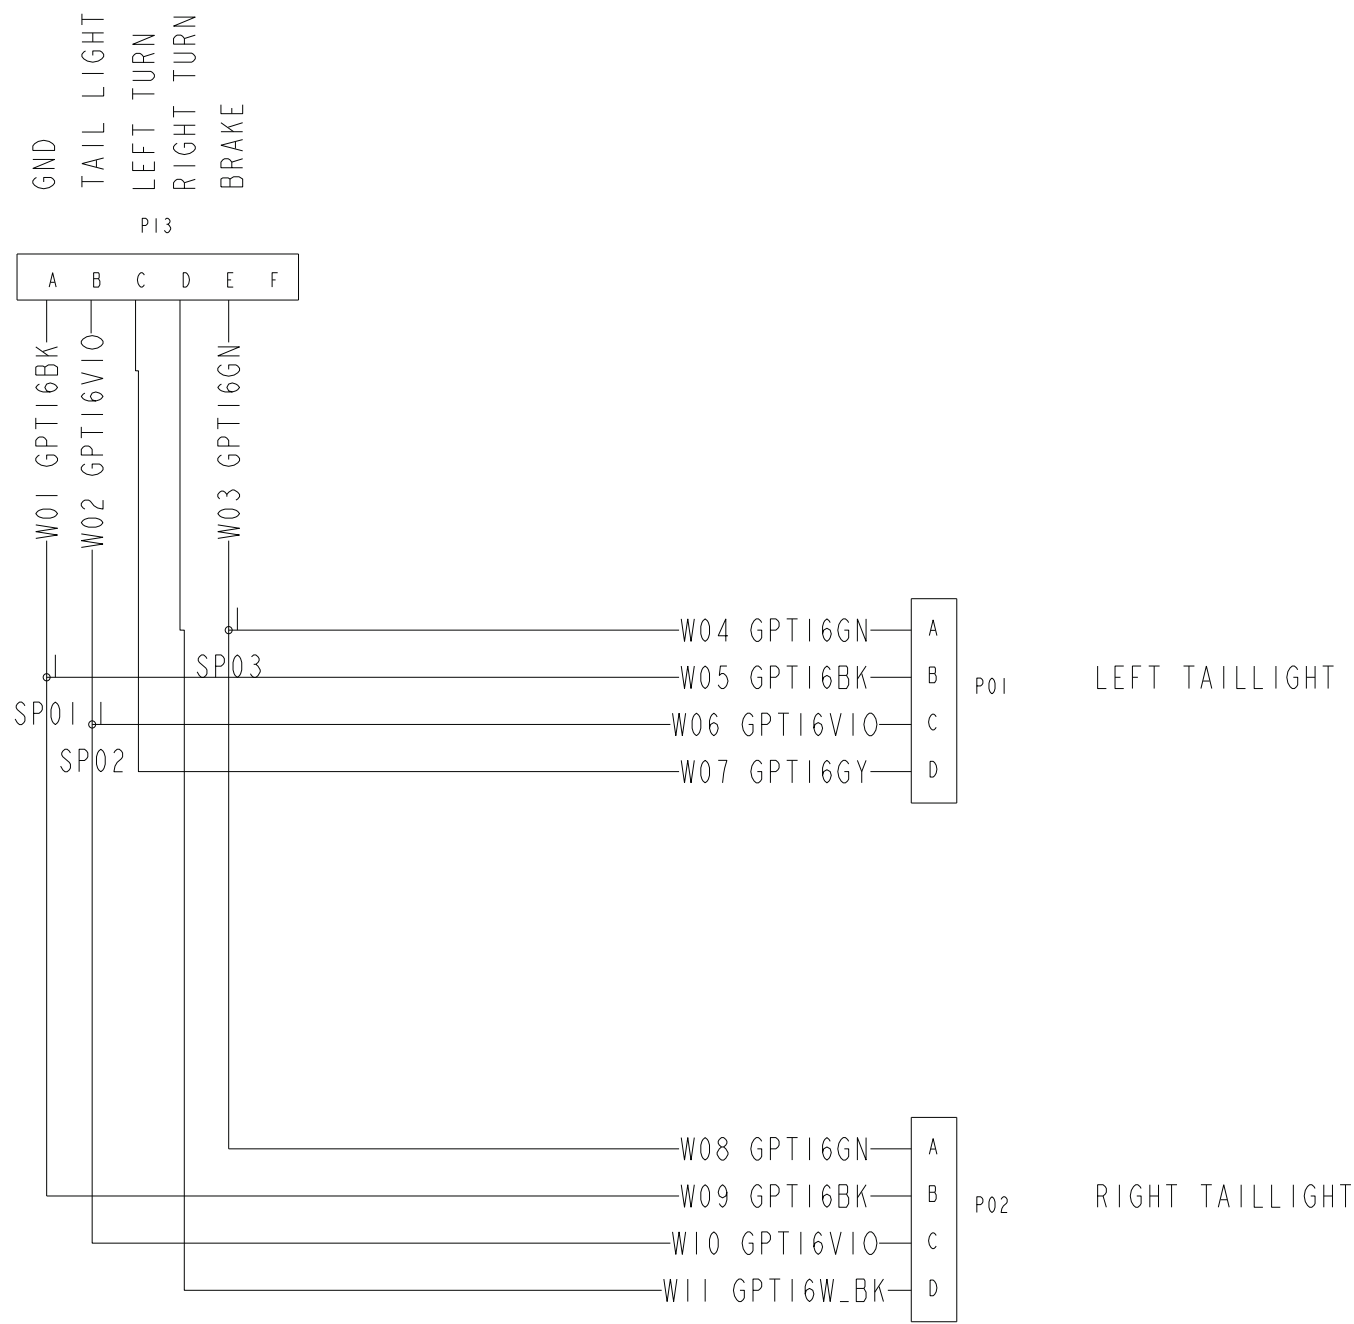 GND
TAIL LIGHT
LEFT TURN
RIGHT TURN
BRAKE
P13
A B C D E F
W01 GPT16BK
W02 GPT16VIO
W03 GPT16GN
W04 GPT16GN A
SP03
W05 GPT16BK B
P01
LEFT TAILLIGHT
SP01
W06 GPT16VIO C
SP02
W07 GPT16GY D
W08 GPT16GN A
W09 GPT16BK B
P02
RIGHT TAILLIGHT
W10 GPT16VIO C
W11 GPT16W_BK D